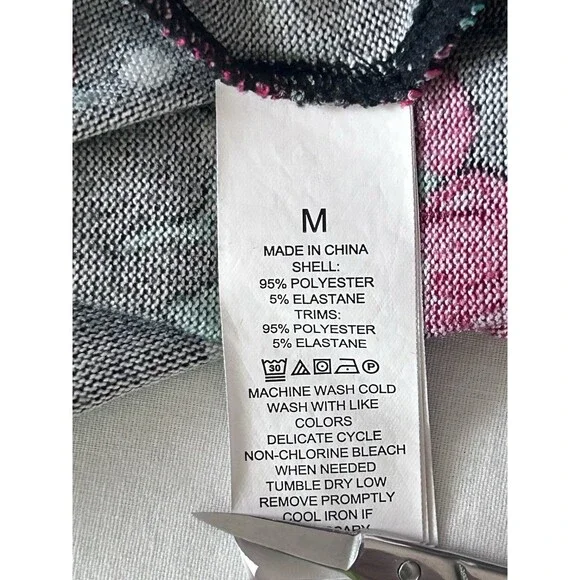 M
MADE IN CHINA
SHELL:
95% POLYESTER
5% ELASTANE
TRIMS:
95% POLYESTER
5% ELASTANE
30 P
MACHINE WASH COLD
WASH WITH LIKE
COLORS
DELICATE CYCLE
NON-CHLORINE BLEACH
WHEN NEEDED
TUMBLE DRY LOW
REMOVE PROMPTLY
COOL IRON IF